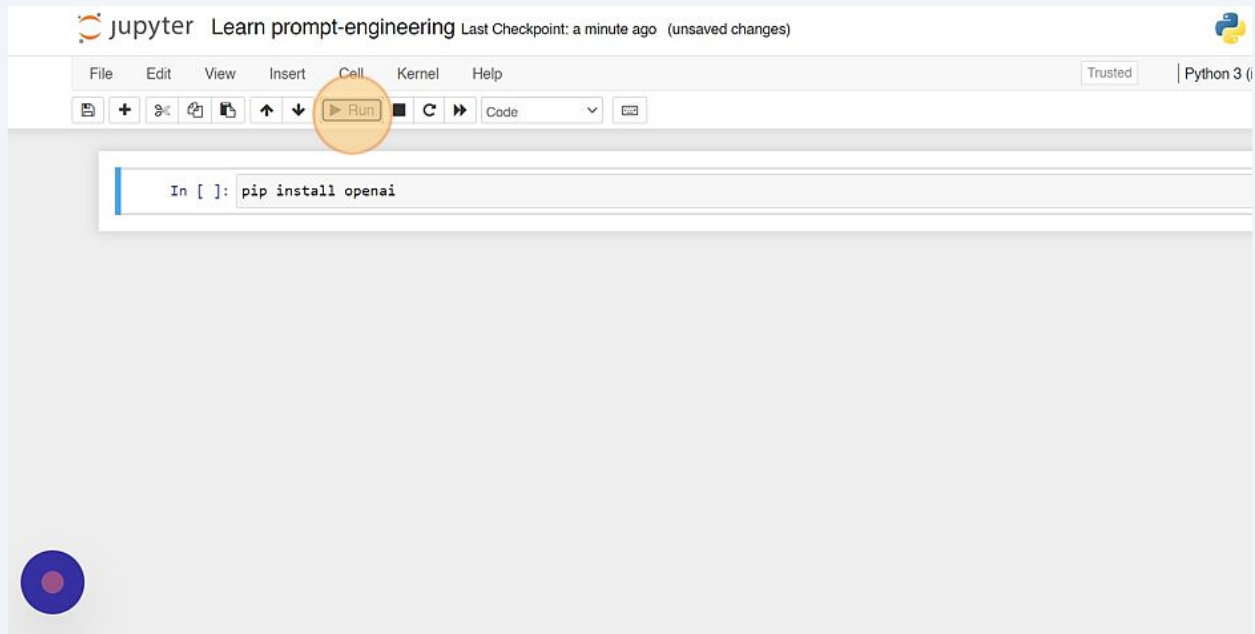 jupyter Learn prompt-engineering Last Checkpoint: a minute ago (unsaved changes)
File Edit View Insert Cell Kernel Help Trusted Python 3 (i
Run Code
In [ ]: pip install openai